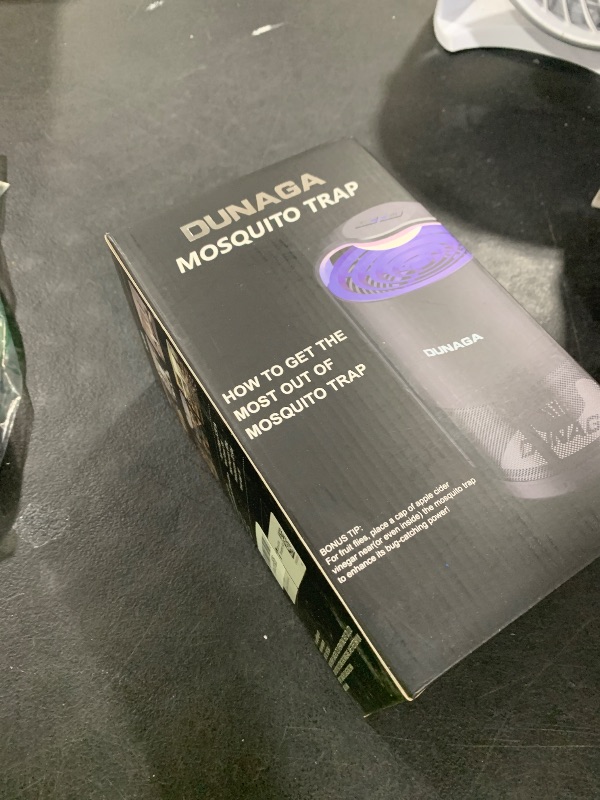 DUNAGA
MOSQUITO TRAP
HOW TO GET THE
MOST OUT OF
MOSQUITO TRAP
DUNAGA
BONUS TIP:
For fruit flies, place a cap of apple cider
vinegar near(or even inside) the mosquito trap
to enhance its bug-catching power!